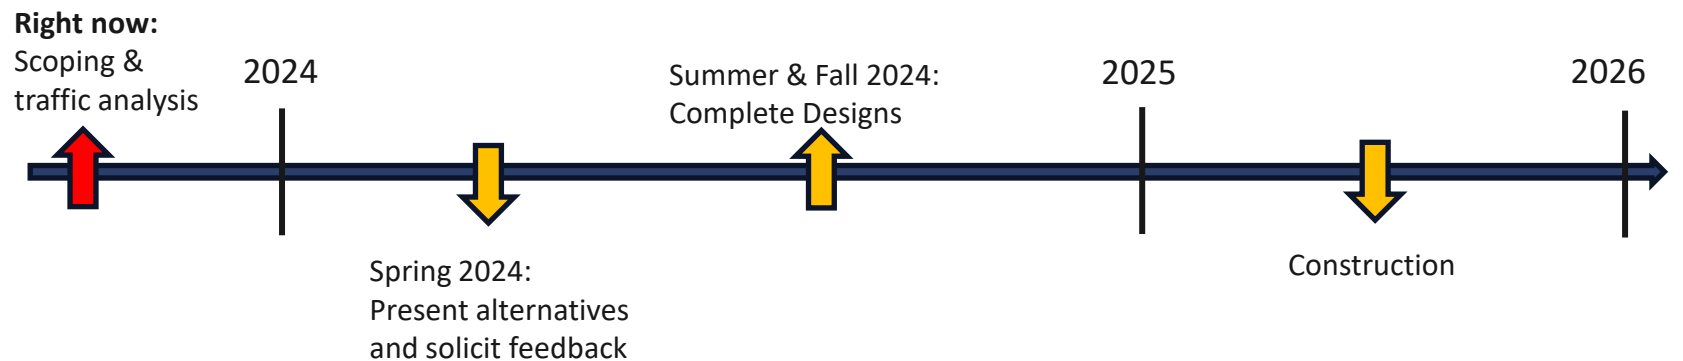 Right now:
Scoping &
traffic analysis
2024
Summer & Fall 2024:
Complete Designs
2025
2026
Spring 2024:
Present alternatives
and solicit feedback
Construction